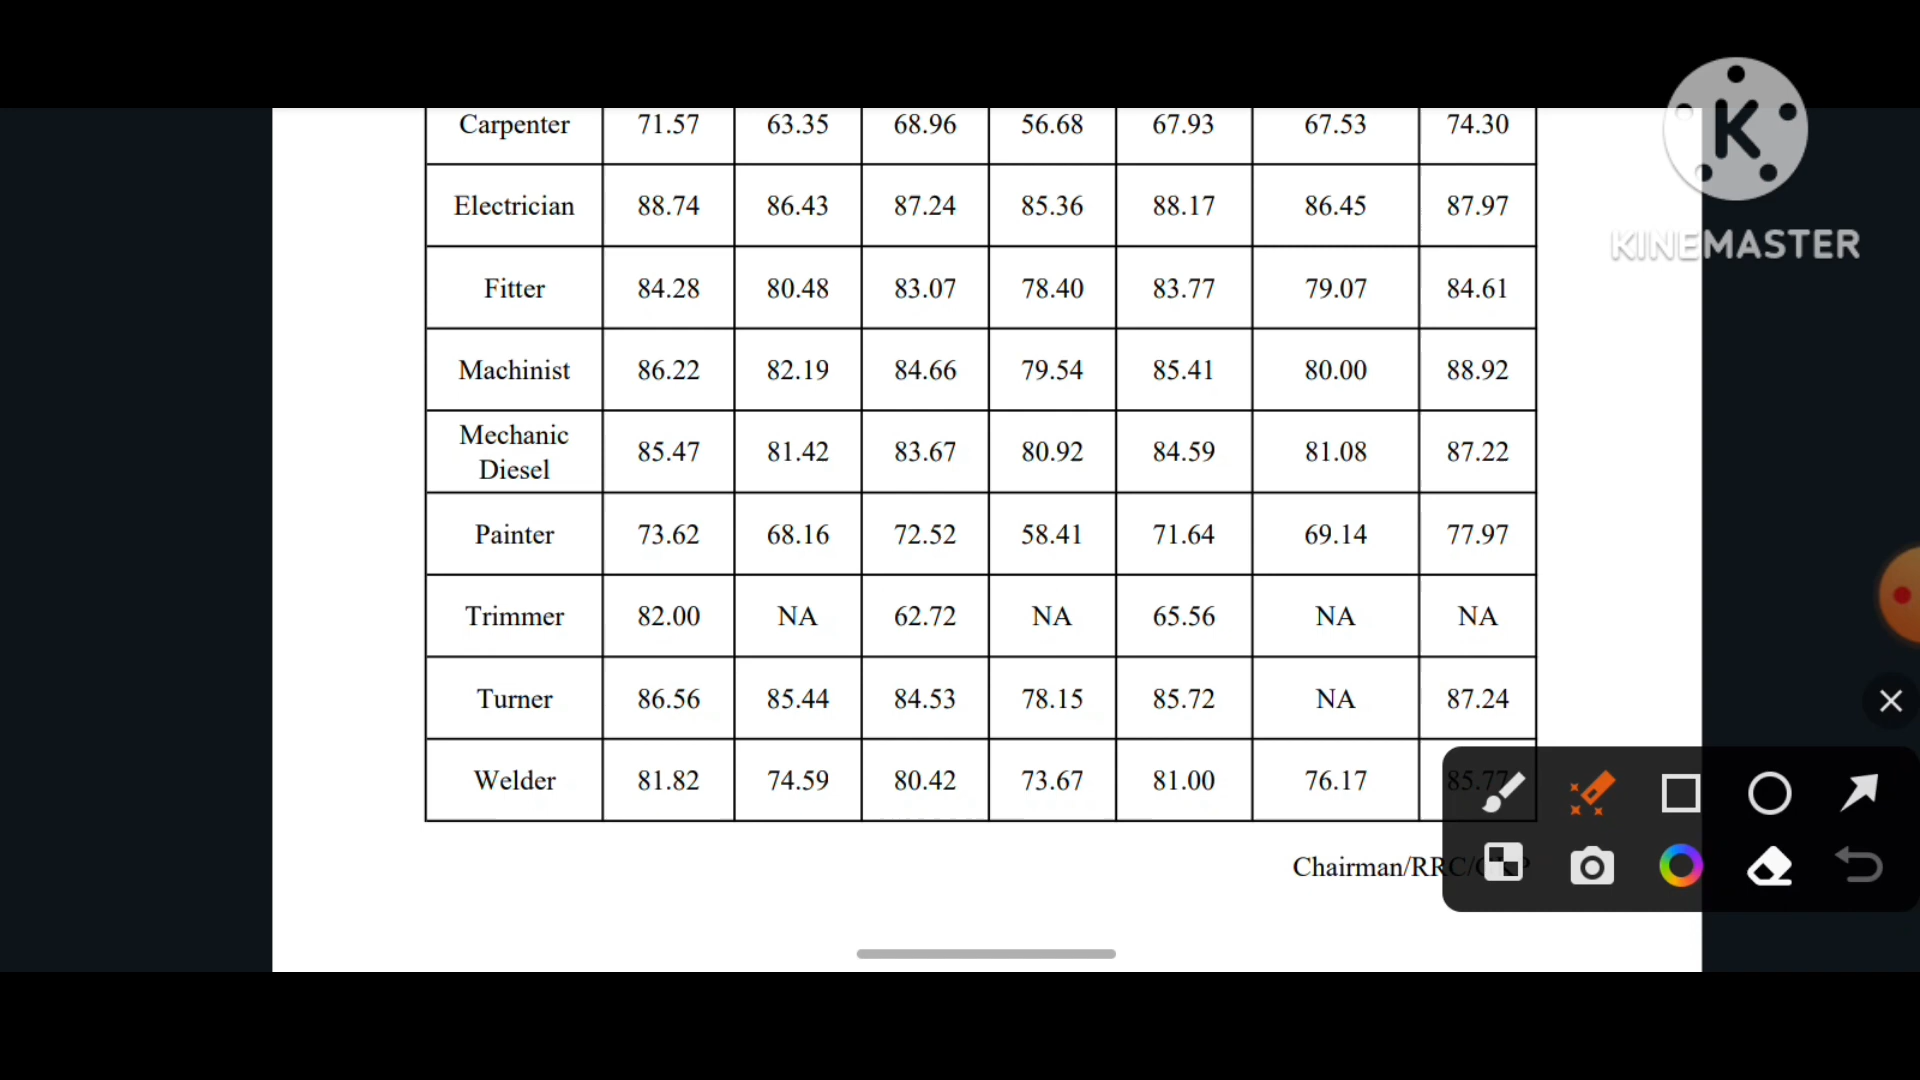 Carpenter 71.57 63.35 68.96 56.68 67.93 67.53 74.30
Electrician 88.74 86.43 87.24 85.36 88.17 86.45 87.97
Fitter 84.28 80.48 83.07 78.40 83.77 79.07 84.61
Machinist 86.22 82.19 84.66 79.54 85.41 80.00 88.92
Mechanic
Diesel 85.47 81.42 83.67 80.92 84.59 81.08 87.22
Painter 73.62 68.16 72.52 58.41 71.64 69.14 77.97
Trimmer 82.00 NA 62.72 NA 65.56 NA NA
Turner 86.56 85.44 84.53 78.15 85.72 NA 87.24
Welder 81.82 74.59 80.42 73.67 81.00 76.17 85.77
Chairman/RRC/
K
KINEMASTER